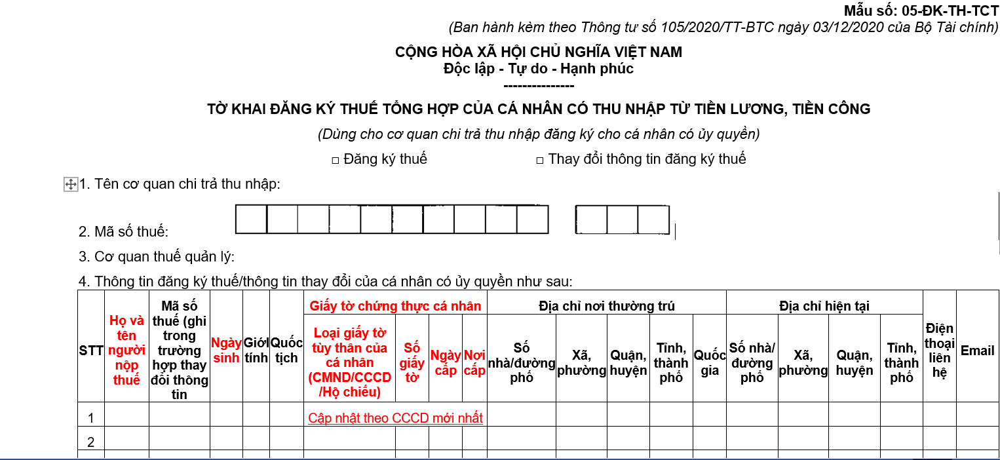 Mẫu số: 05-ĐK-TH-TCT
(Ban hành kèm theo Thông tư số 105/2020/TT-BTC ngày 03/12/2020 của Bộ Tài chính)
CỘNG HÒA XÃ HỘI CHỦ NGHĨA VIỆT NAM
Độc lập - Tự do - Hạnh phúc
---------------
TỜ KHAI ĐĂNG KÝ THUẾ TỔNG HỢP CỦA CÁ NHÂN CÓ THU NHẬP TỪ TIỀN LƯƠNG, TIỀN CÔNG
(Dùng cho cơ quan chi trả thu nhập đăng ký cho cá nhân có ủy quyền)
□ Đăng ký thuế □ Thay đổi thông tin đăng ký thuế
1. Tên cơ quan chi trả thu nhập:
2. Mã số thuế:
3. Cơ quan thuế quản lý:
4. Thông tin đăng ký thuế/thông tin thay đổi của cá nhân có ủy quyền như sau:
STT
Họ và
tên
người
nộp
thuế
Mã số
thuế (ghi
trong
trường
hợp thay
đổi thông
tin
Ngày
sinh
Giới
tính
Quốc
tịch
Giấy tờ chứng thực cá nhân
Loại giấy tờ
tùy thân của
cá nhân
(CMND/CCCD
/Hộ chiếu)
Số
giấy
tờ
Ngày
cấp
Nơi
cấp
Địa chỉ nơi thường trú
Số
nhà/đường
phố
Xã,
phường
Quận,
huyện
Tỉnh,
thành
phố
Quốc
gia
Địa chỉ hiện tại
Số nhà/
đường
phố
Xã,
phường
Quận,
huyện
Tỉnh,
thành
phố
Điện
thoại
liên
hệ
Email
1
Cập nhật theo CCCD mới nhất
2